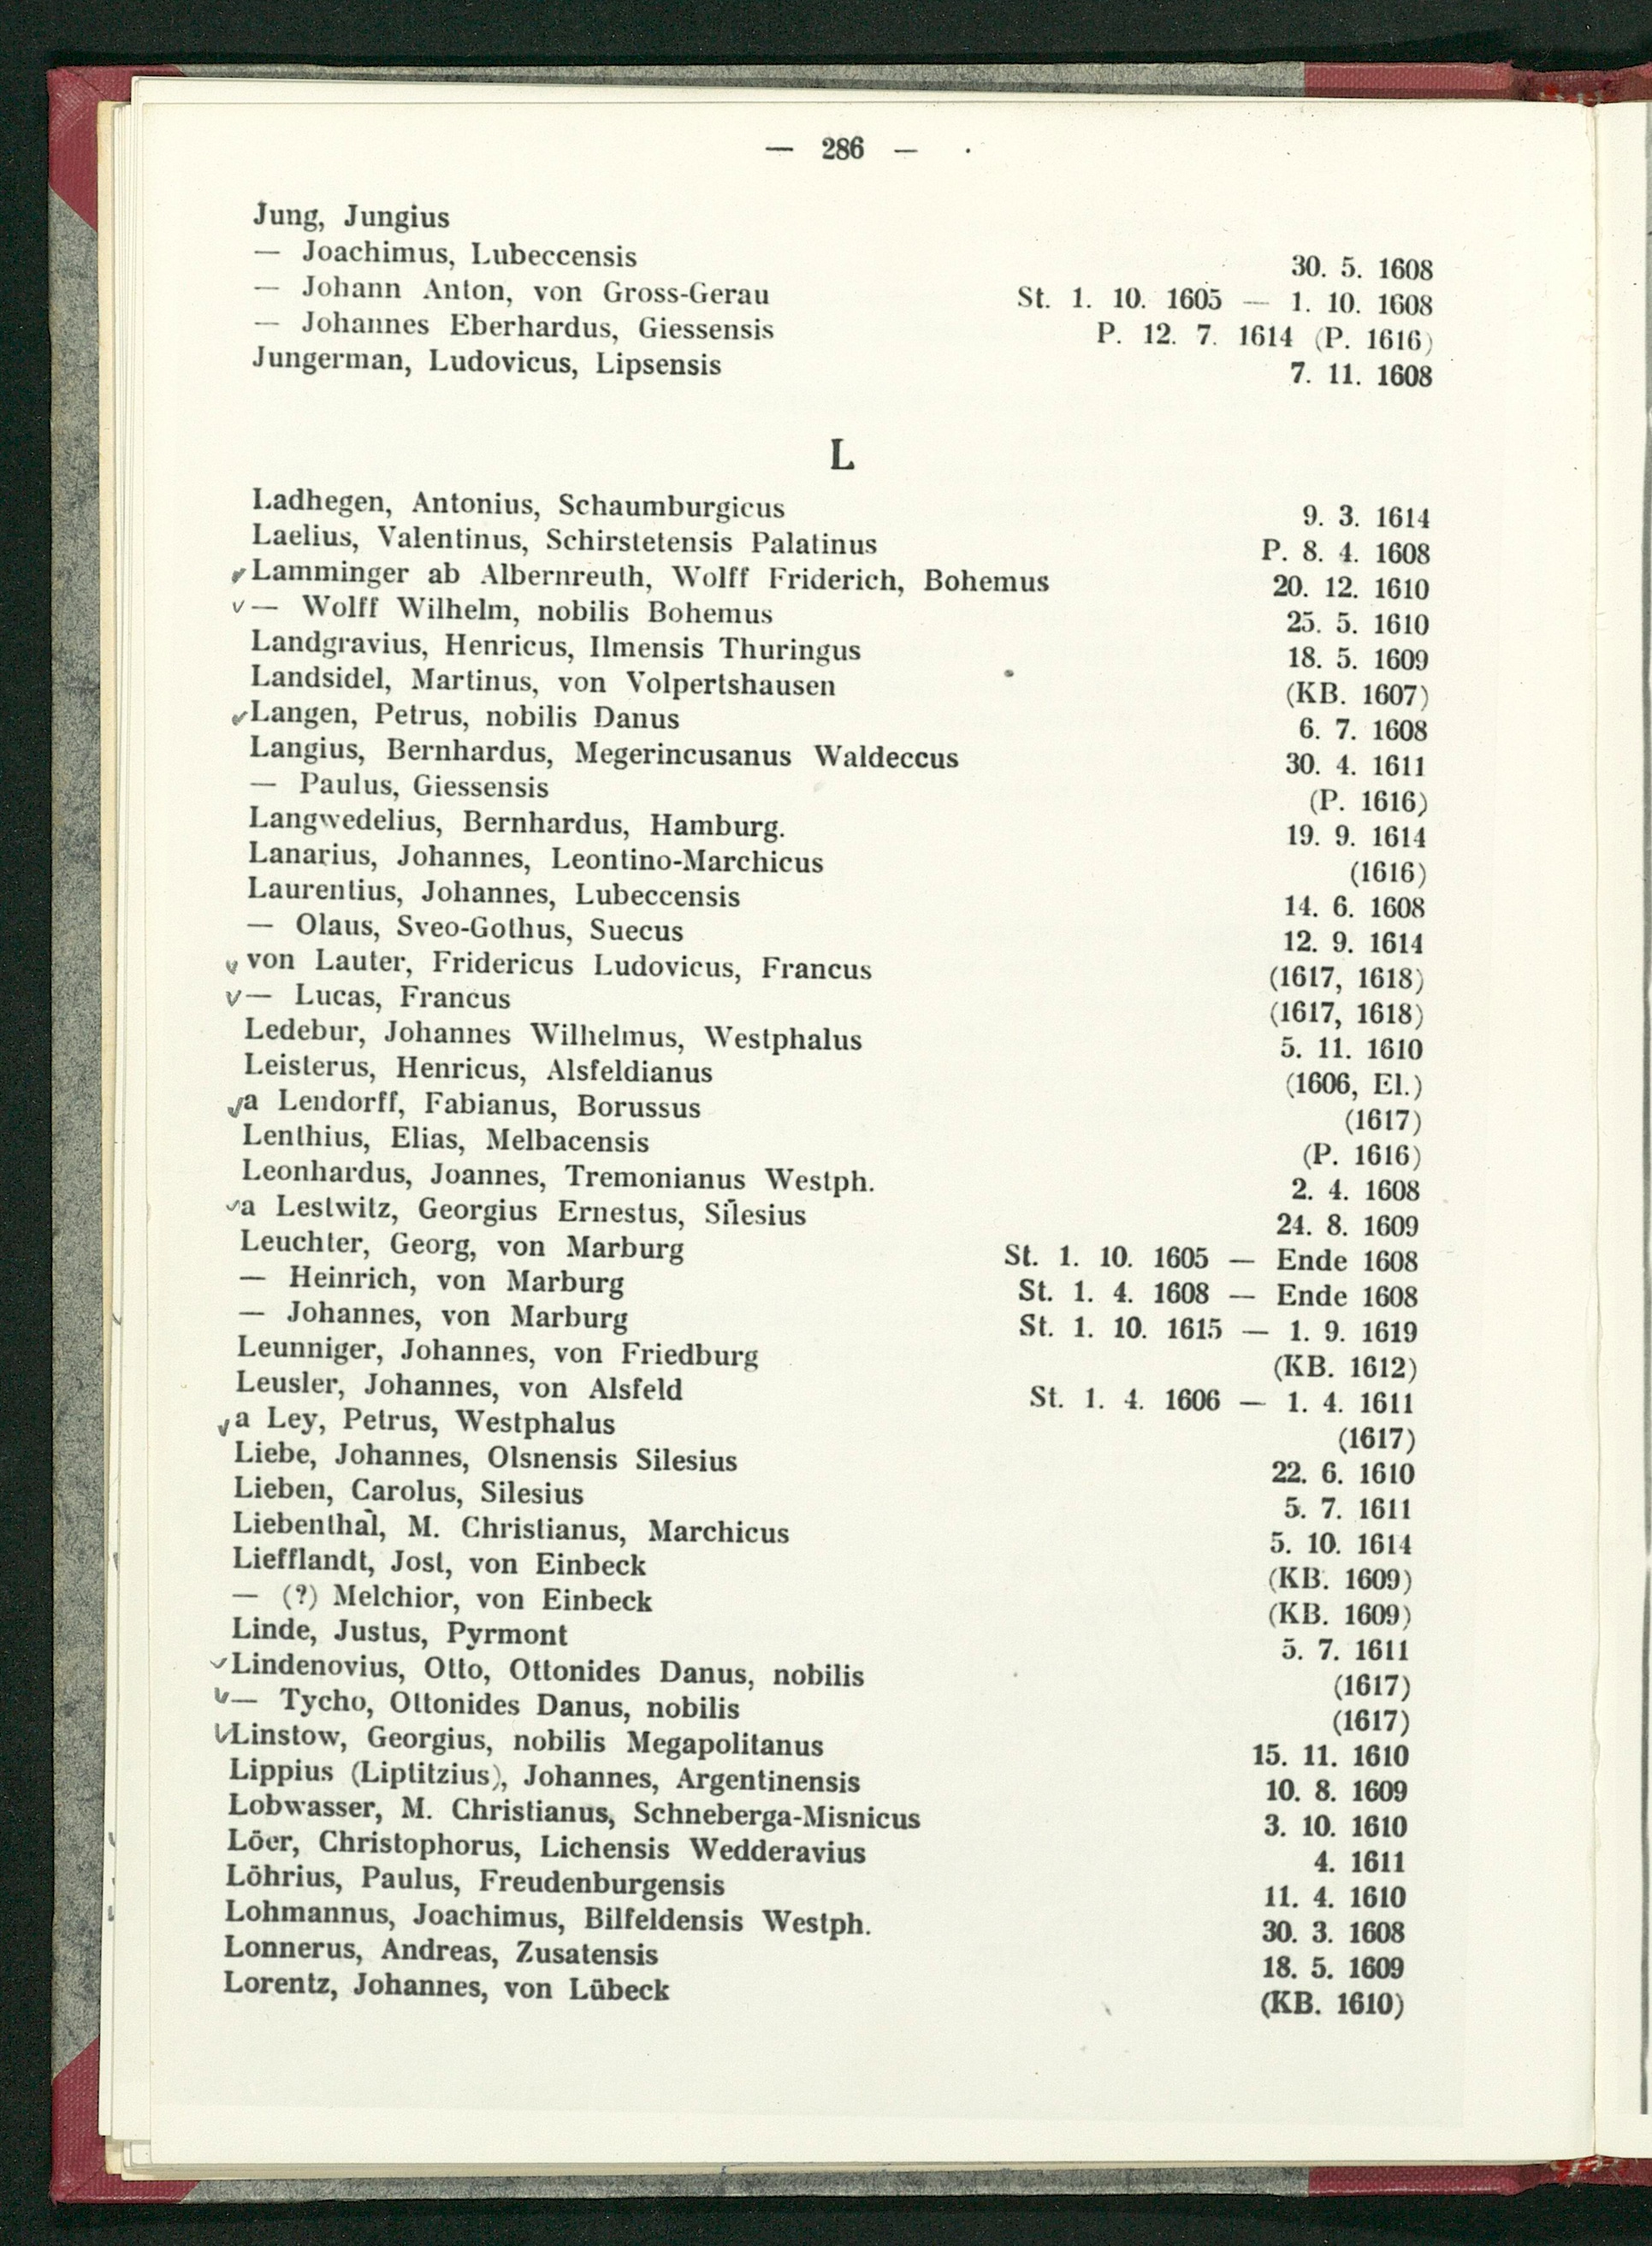 — 286 —
Jung, Jungius
— Joachimus, Lubeccensis 30. 5. 1608
— Johann Anton, von Gross-Gerau St. 1. 10. 1605 — 1. 10. 1608
— Johannes Eberhardus, Giessensis P. 12. 7. 1614 (P. 1616)
Jungerman, Ludovicus, Lipsensis 7. 11. 1608
L
Ladhegen, Antonius, Schaumburgicus 9. 3. 1614
Laelius, Valentinus, Schirstetensis Palatinus P. 8. 4. 1608
✓Lamminger ab Albernreuth, Wolff Friderich, Bohemus 20. 12. 1610
✓— Wolff Wilhelm, nobilis Bohemus 25. 5. 1610
Landgravius, Henricus, Ilmensis Thuringus 18. 5. 1609
Landsidel, Martinus, von Volpertshausen (KB. 1607)
✓Langen, Petrus, nobilis Danus 6. 7. 1608
Langius, Bernhardus, Megerincusanus Waldeccus 30. 4. 1611
— Paulus, Giessensis (P. 1616)
Langwedelius, Bernhardus, Hamburg. 19. 9. 1614
Lanarius, Johannes, Leontino-Marchicus (1616)
Laurentius, Johannes, Lubeccensis 14. 6. 1608
— Olaus, Sveo-Gothus, Suecus 12. 9. 1614
✓von Lauter, Fridericus Ludovicus, Francus (1617, 1618)
✓— Lucas, Francus (1617, 1618)
Ledebur, Johannes Wilhelmus, Westphalus 5. 11. 1610
Leisterus, Henricus, Alsfeldianus (1606, El.)
✓a Lendorff, Fabianus, Borussus (1617)
Lenthius, Elias, Melbacensis (P. 1616)
Leonhardus, Joannes, Tremonianus Westph. 2. 4. 1608
✓a Lestwitz, Georgius Ernestus, Silesius 24. 8. 1609
Leuchter, Georg, von Marburg St. 1. 10. 1605 — Ende 1608
— Heinrich, von Marburg St. 1. 4. 1608 — Ende 1608
— Johannes, von Marburg St. 1. 10. 1615 — 1. 9. 1619
Leunniger, Johannes, von Friedburg (KB. 1612)
Leusler, Johannes, von Alsfeld St. 1. 4. 1606 — 1. 4. 1611
✓a Ley, Petrus, Westphalus (1617)
Liebe, Johannes, Olsnensis Silesius 22. 6. 1610
Lieben, Carolus, Silesius 5. 7. 1611
Liebenthal, M. Christianus, Marchicus 5. 10. 1614
Liefflandt, Jost, von Einbeck (KB. 1609)
— (?) Melchior, von Einbeck (KB. 1609)
Linde, Justus, Pyrmont 5. 7. 1611
✓Lindenovius, Otto, Ottonides Danus, nobilis (1617)
✓— Tycho, Ottonides Danus, nobilis (1617)
✓Linstow, Georgius, nobilis Megapolitanus 15. 11. 1610
Lippius (Liptitzius), Johannes, Argentinensis 10. 8. 1609
Lobwasser, M. Christianus, Schneberga-Misnicus 3. 10. 1610
Löer, Christophorus, Lichensis Wedderavius 4. 1611
Löhrius, Paulus, Freudenburgensis 11. 4. 1610
Lohmannus, Joachimus, Bilfeldensis Westph. 30. 3. 1608
Lonnerus, Andreas, Zusatensis 18. 5. 1609
Lorentz, Johannes, von Lübeck (KB. 1610)